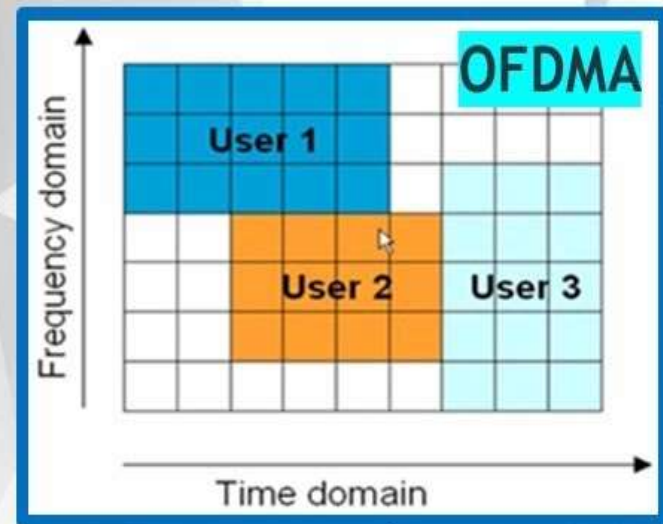 OFDMA
Frequency domain
User 1
User 2
User 3
Time domain